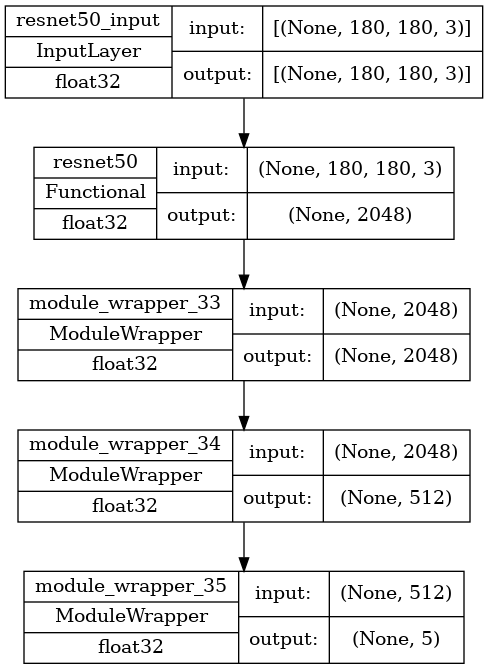 resnet50_input
InputLayer
float32
input:
[(None, 180, 180, 3)]
output:
[(None, 180, 180, 3)]
resnet50
Functional
float32
input:
(None, 180, 180, 3)
output:
(None, 2048)
module_wrapper_33
ModuleWrapper
float32
input:
(None, 2048)
output:
(None, 2048)
module_wrapper_34
ModuleWrapper
float32
input:
(None, 2048)
output:
(None, 512)
module_wrapper_35
ModuleWrapper
float32
input:
(None, 512)
output:
(None, 5)